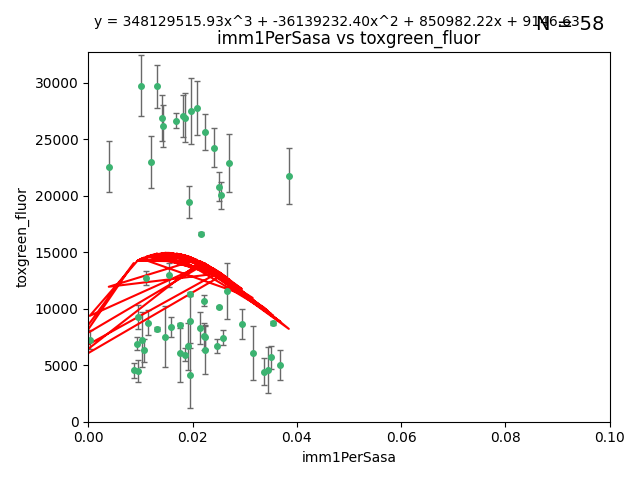 y = 348129515.93x^3 + -36139232.40x^2 + 850982.22x +
N = 58
imm1PerSasa vs toxgreen_fluor
30000
25000
20000
15000
10000
5000
0
toxgreen_fluor
0.00 0.02 0.04 0.06 0.08 0.10
imm1PerSasa